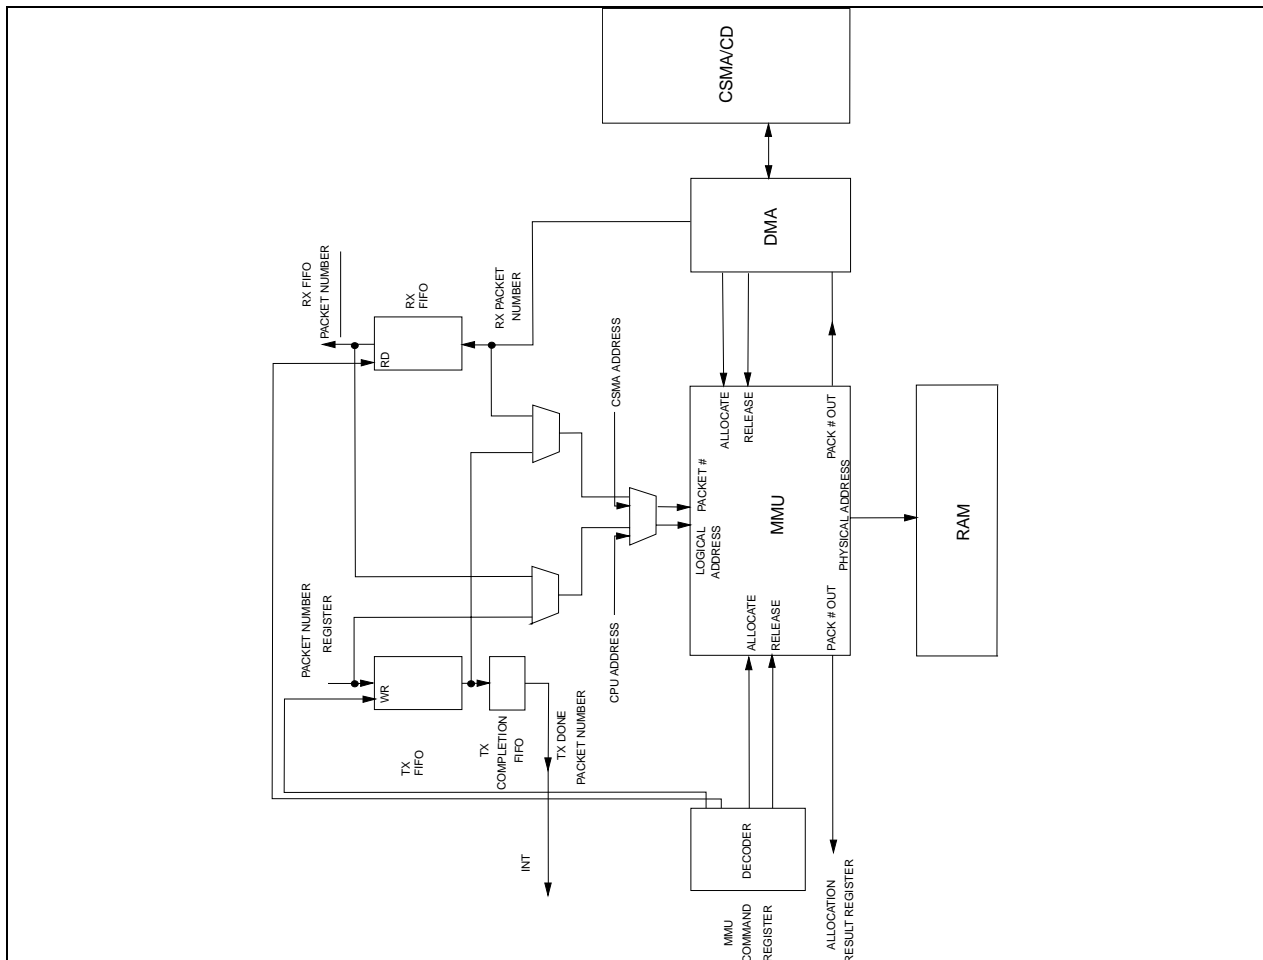 CSMA/CD
DMA
RX FIFO
PACKET NUMBER
RX
FIFO
RD
RX PACKET
NUMBER
CSMA ADDRESS
ALLOCATE
RELEASE
PACK # OUT
PACKET #
LOGICAL
ADDRESS
MMU
PHYSICAL ADDRESS
RAM
PACKET NUMBER
REGISTER
WR
TX
FIFO
TX
COMPLETION
FIFO
TX DONE
PACKET NUMBER
CPU ADDRESS
ALLOCATE
RELEASE
PACK # OUT
INT
DECODER
MMU
COMMAND
REGISTER
ALLOCATION
RESULT REGISTER